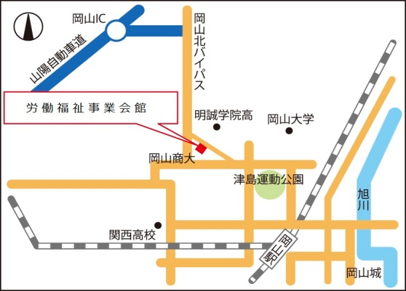 岡山IC
山陽自動車道
岡山北バイパス
労働福祉事業会館
明誠学院高
岡山大学
岡山商大
津島運動公園
旭川
関西高校
岡山駅
岡山城